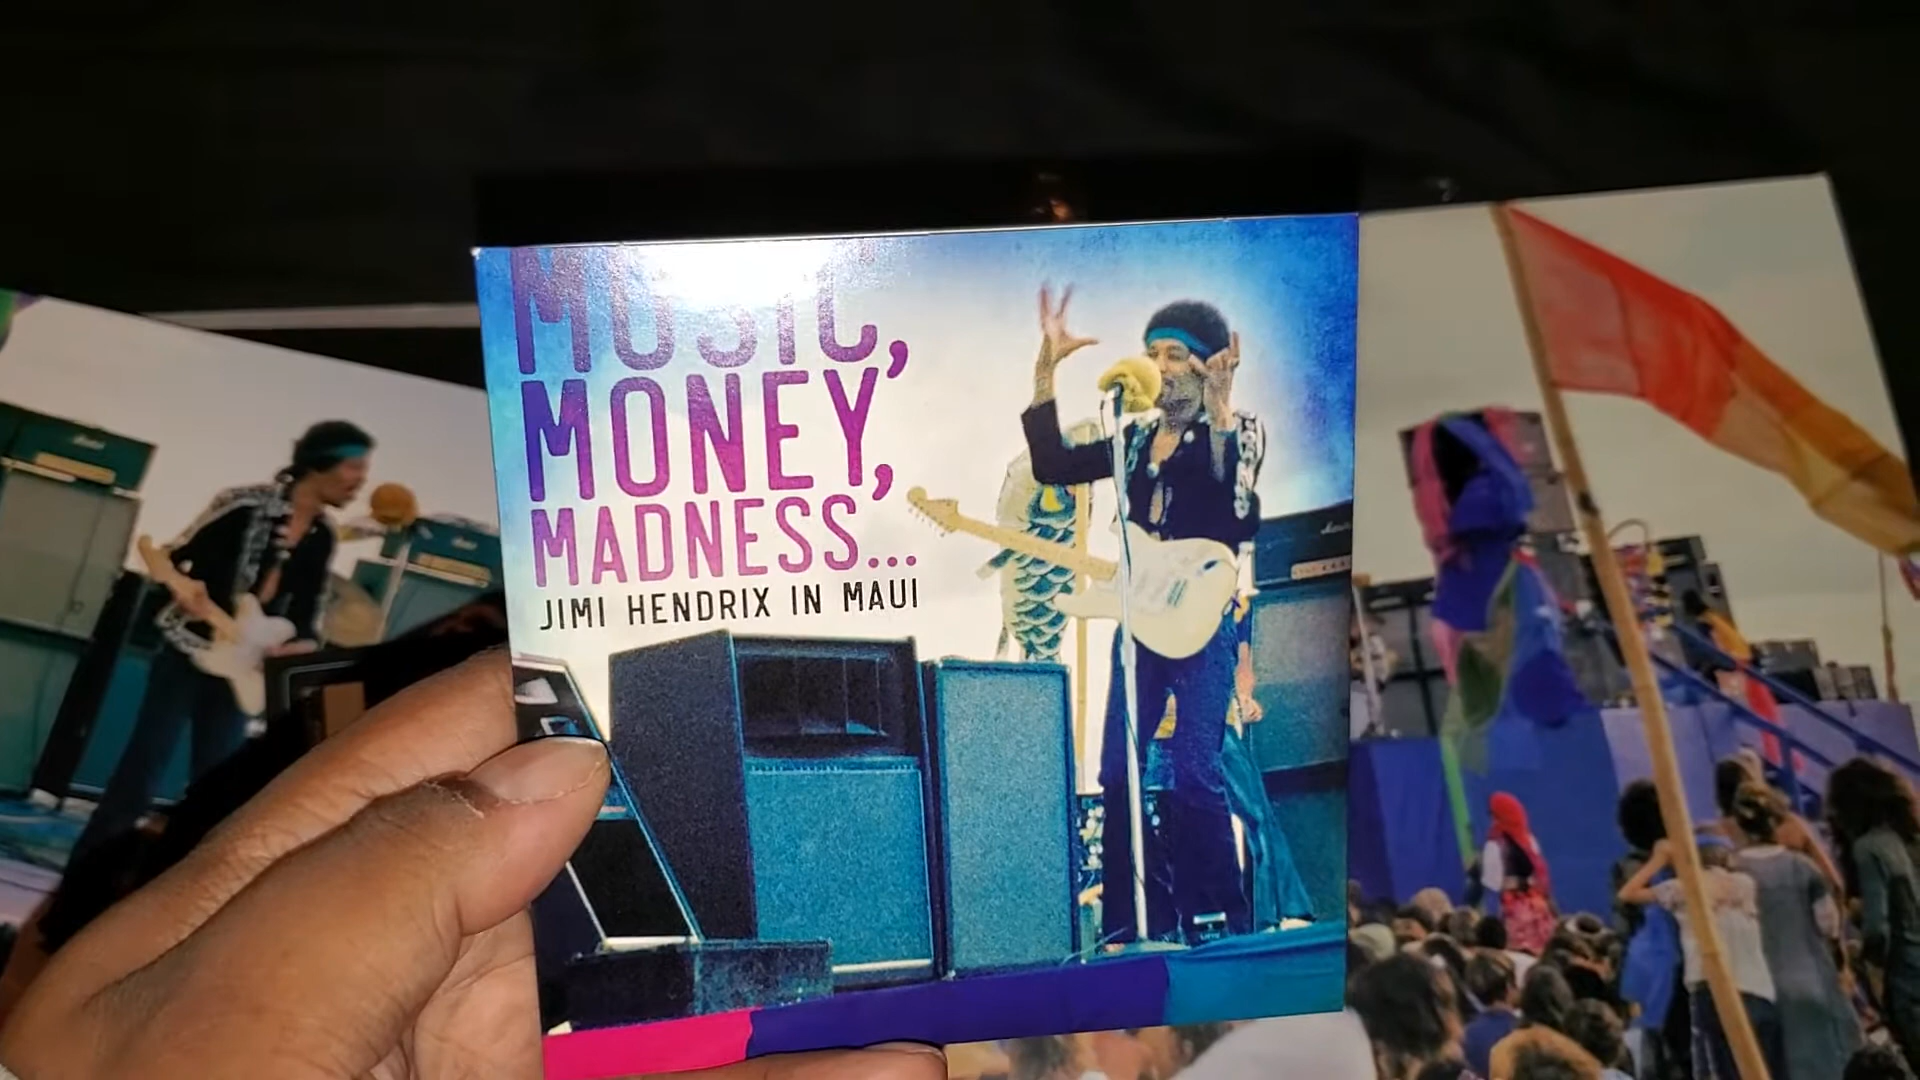 MUSIC,
MONEY,
MADNESS...
JIMI HENDRIX IN MAUI